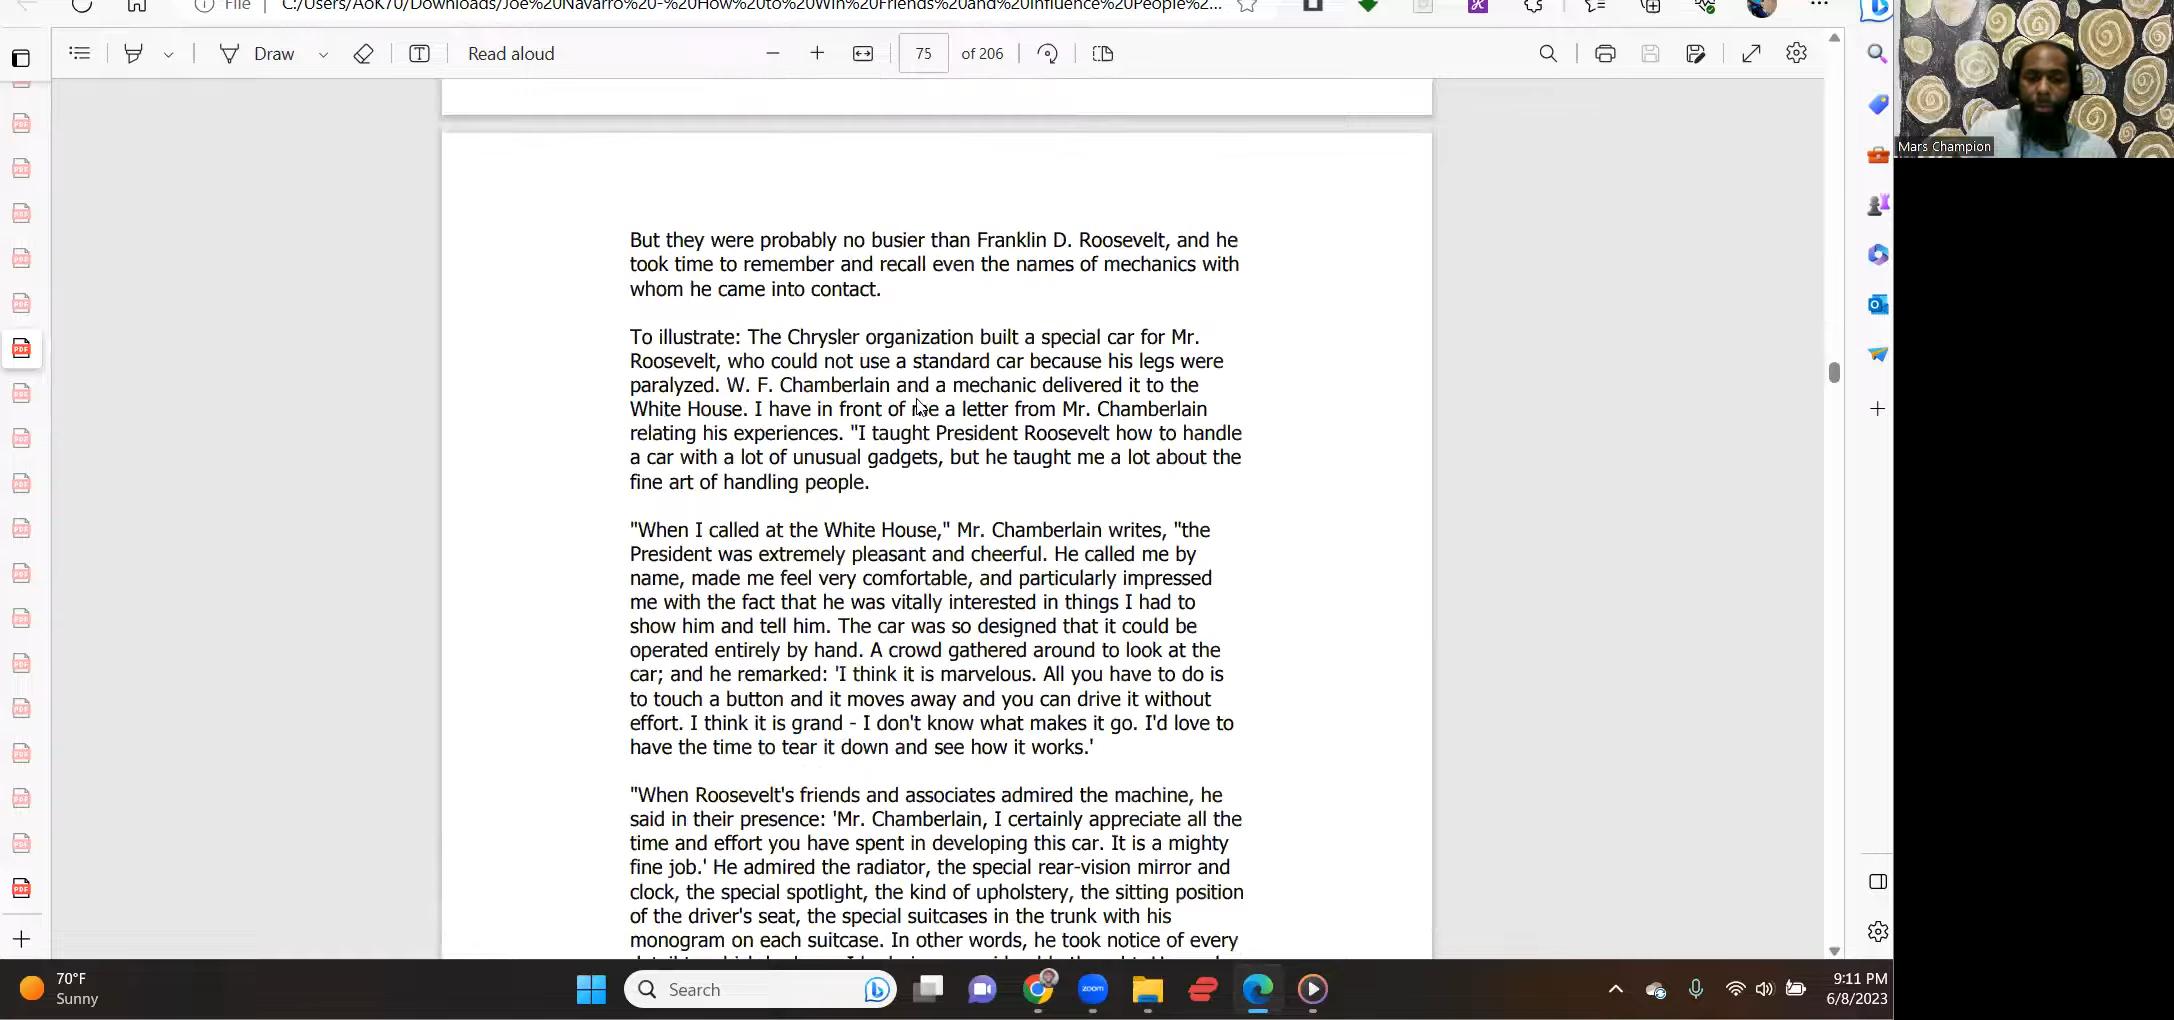 File
C:/Users/AoK70/Downloads/Joe%20Navarro%20-%20How%20to%20Win%20Friends%20and%20Influence%20People%2...
Draw
Read aloud
75
of 206
Mars Champion
But they were probably no busier than Franklin D. Roosevelt, and he
took time to remember and recall even the names of mechanics with
whom he came into contact.
To illustrate: The Chrysler organization built a special car for Mr.
Roosevelt, who could not use a standard car because his legs were
paralyzed. W. F. Chamberlain and a mechanic delivered it to the
White House. I have in front of me a letter from Mr. Chamberlain
relating his experiences. "I taught President Roosevelt how to handle
a car with a lot of unusual gadgets, but he taught me a lot about the
fine art of handling people.
"When I called at the White House," Mr. Chamberlain writes, "the
President was extremely pleasant and cheerful. He called me by
name, made me feel very comfortable, and particularly impressed
me with the fact that he was vitally interested in things I had to
show him and tell him. The car was so designed that it could be
operated entirely by hand. A crowd gathered around to look at the
car; and he remarked: 'I think it is marvelous. All you have to do is
to touch a button and it moves away and you can drive it without
effort. I think it is grand - I don't know what makes it go. I'd love to
have the time to tear it down and see how it works.'
"When Roosevelt's friends and associates admired the machine, he
said in their presence: 'Mr. Chamberlain, I certainly appreciate all the
time and effort you have spent in developing this car. It is a mighty
fine job.' He admired the radiator, the special rear-vision mirror and
clock, the special spotlight, the kind of upholstery, the sitting position
of the driver's seat, the special suitcases in the trunk with his
monogram on each suitcase. In other words, he took notice of every
70°F
Sunny
Search
zoom
9:11 PM
6/8/2023